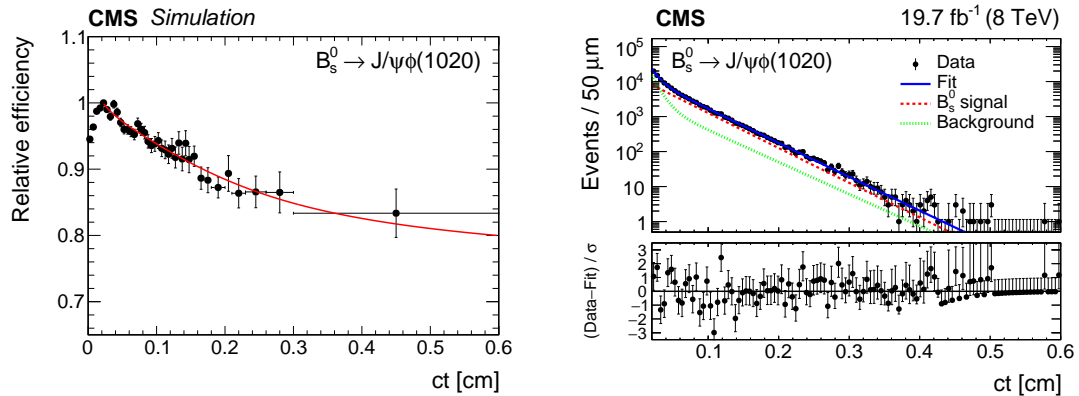 CMS Simulation
B⁰ₛ → J/ψϕ(1020)
Relative efficiency
1.1
1
0.9
0.8
0.7
0 0.1 0.2 0.3 0.4 0.5 0.6
ct [cm]
CMS 19.7 fb⁻¹ (8 TeV)
B⁰ₛ → J/ψϕ(1020)
Data
Fit
B⁰ₛ signal
Background
Events / 50 μm
10⁵
10⁴
10³
10²
10
1
(Data−Fit) / σ
3
2
1
0
−1
−2
−3
0.1 0.2 0.3 0.4 0.5 0.6
ct [cm]